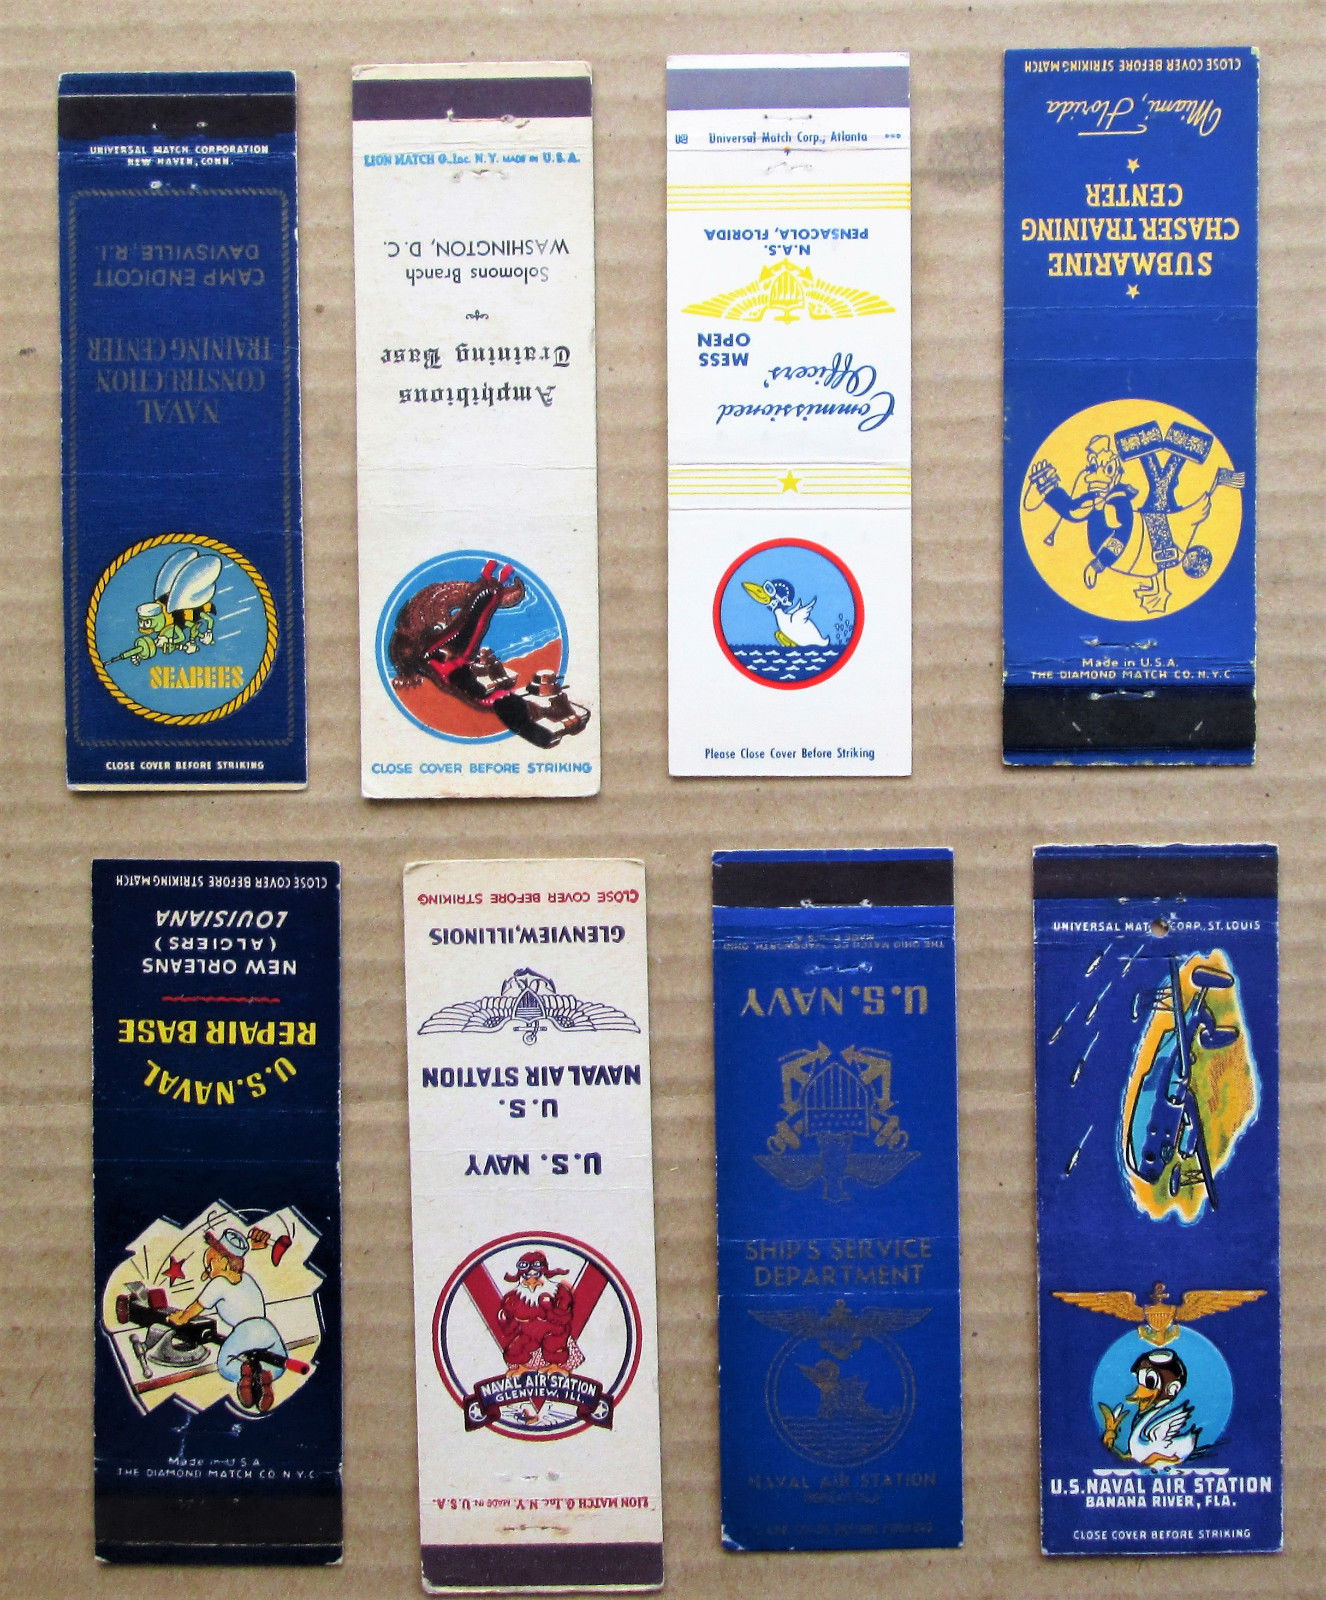 UNIVERSAL MATCH CORPORATION
NEW HAVEN, CONN.
NAVAL
CONSTRUCTION
TRAINING CENTER
CAMP ENDICOTT
DAVISVILLE, R.I.
SEABEES
CLOSE COVER BEFORE STRIKING
LION MATCH CO., Inc. N.Y. MADE IN U.S.A.
Amphibious
Training Base
Solomons Branch
WASHINGTON, D.C.
CLOSE COVER BEFORE STRIKING
Universal Match Corp., Atlanta
Commissioned
Officers'
MESS
OPEN
N.A.S.
PENSACOLA, FLORIDA
Please Close Cover Before Striking
SUBMARINE
CHASER TRAINING
CENTER
Miami, Florida
CLOSE COVER BEFORE STRIKING MATCH
Made in U.S.A.
THE DIAMOND MATCH CO. N.Y.C.
U.S. NAVAL
REPAIR BASE
NEW ORLEANS
(ALGIERS)
LOUISIANA
CLOSE COVER BEFORE STRIKING MATCH
Made in U S A
THE DIAMOND MATCH CO N Y C
U.S. NAVY
U.S.
NAVAL AIR STATION
GLENVIEW, ILLINOIS
CLOSE COVER BEFORE STRIKING
NAVAL AIR STATION
GLENVIEW, ILL.
LION MATCH CO., Inc. N.Y. MADE IN U.S.A.
U.S. NAVY
SHIP'S SERVICE
DEPARTMENT
NAVAL AIR STATION
UNIVERSAL MAT CORP., ST. LOUIS
U.S. NAVAL AIR STATION
BANANA RIVER, FLA.
CLOSE COVER BEFORE STRIKING